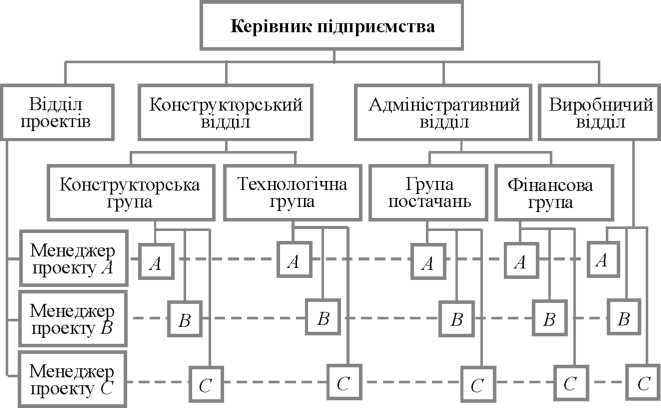 Керівник підприємства
Відділ
проектів
Конструкторський
відділ
Адміністративний
відділ
Виробничий
відділ
Конструкторська
група
Технологічна
група
Група
постачань
Фінансова
група
Менеджер
проекту A
A
A
A
A
A
Менеджер
проекту B
B
B
B
B
B
Менеджер
проекту C
C
C
C
C
C